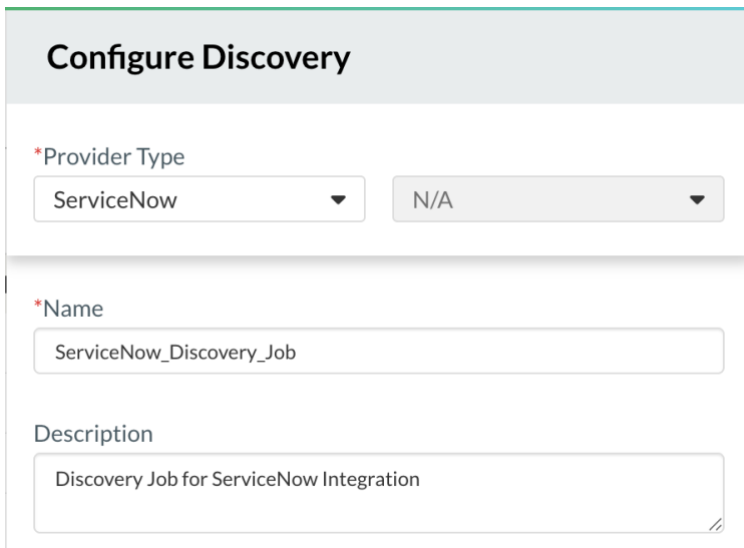 Configure Discovery
*Provider Type
ServiceNow N/A
*Name
ServiceNow_Discovery_Job
Description
Discovery Job for ServiceNow Integration